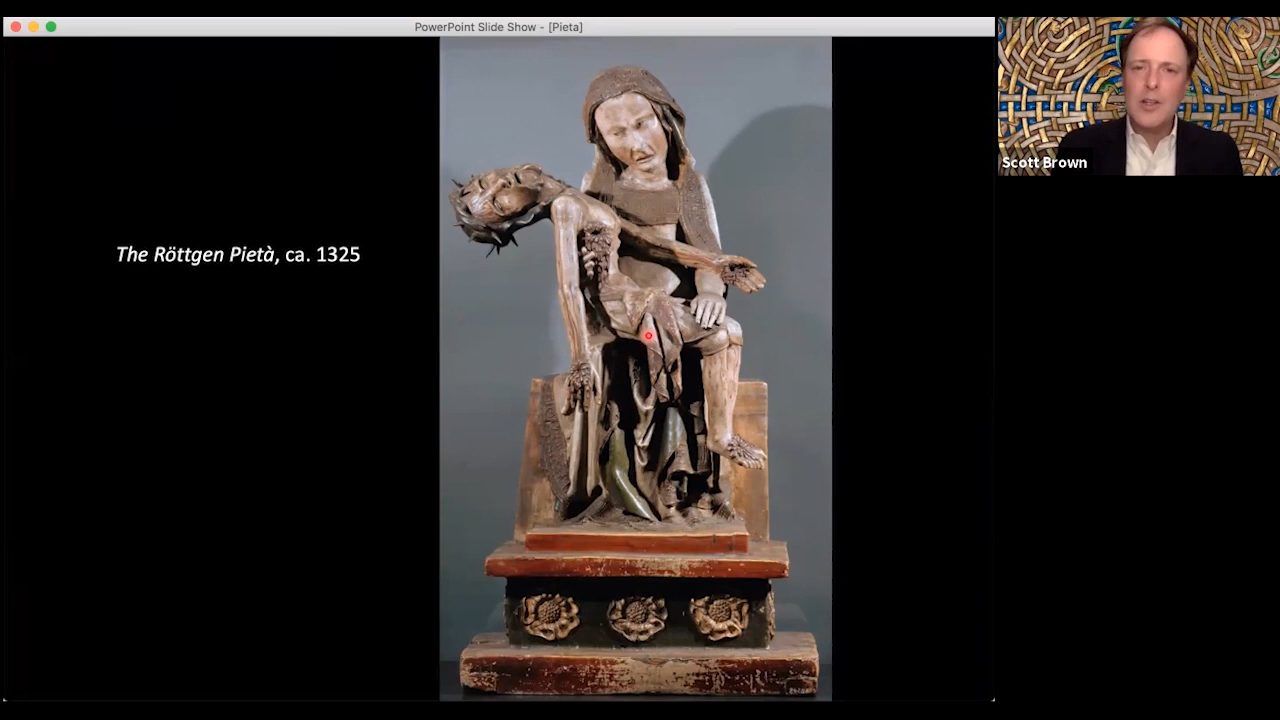 PowerPoint Slide Show - [Pieta]
The Röttgen Pietà, ca. 1325
Scott Brown